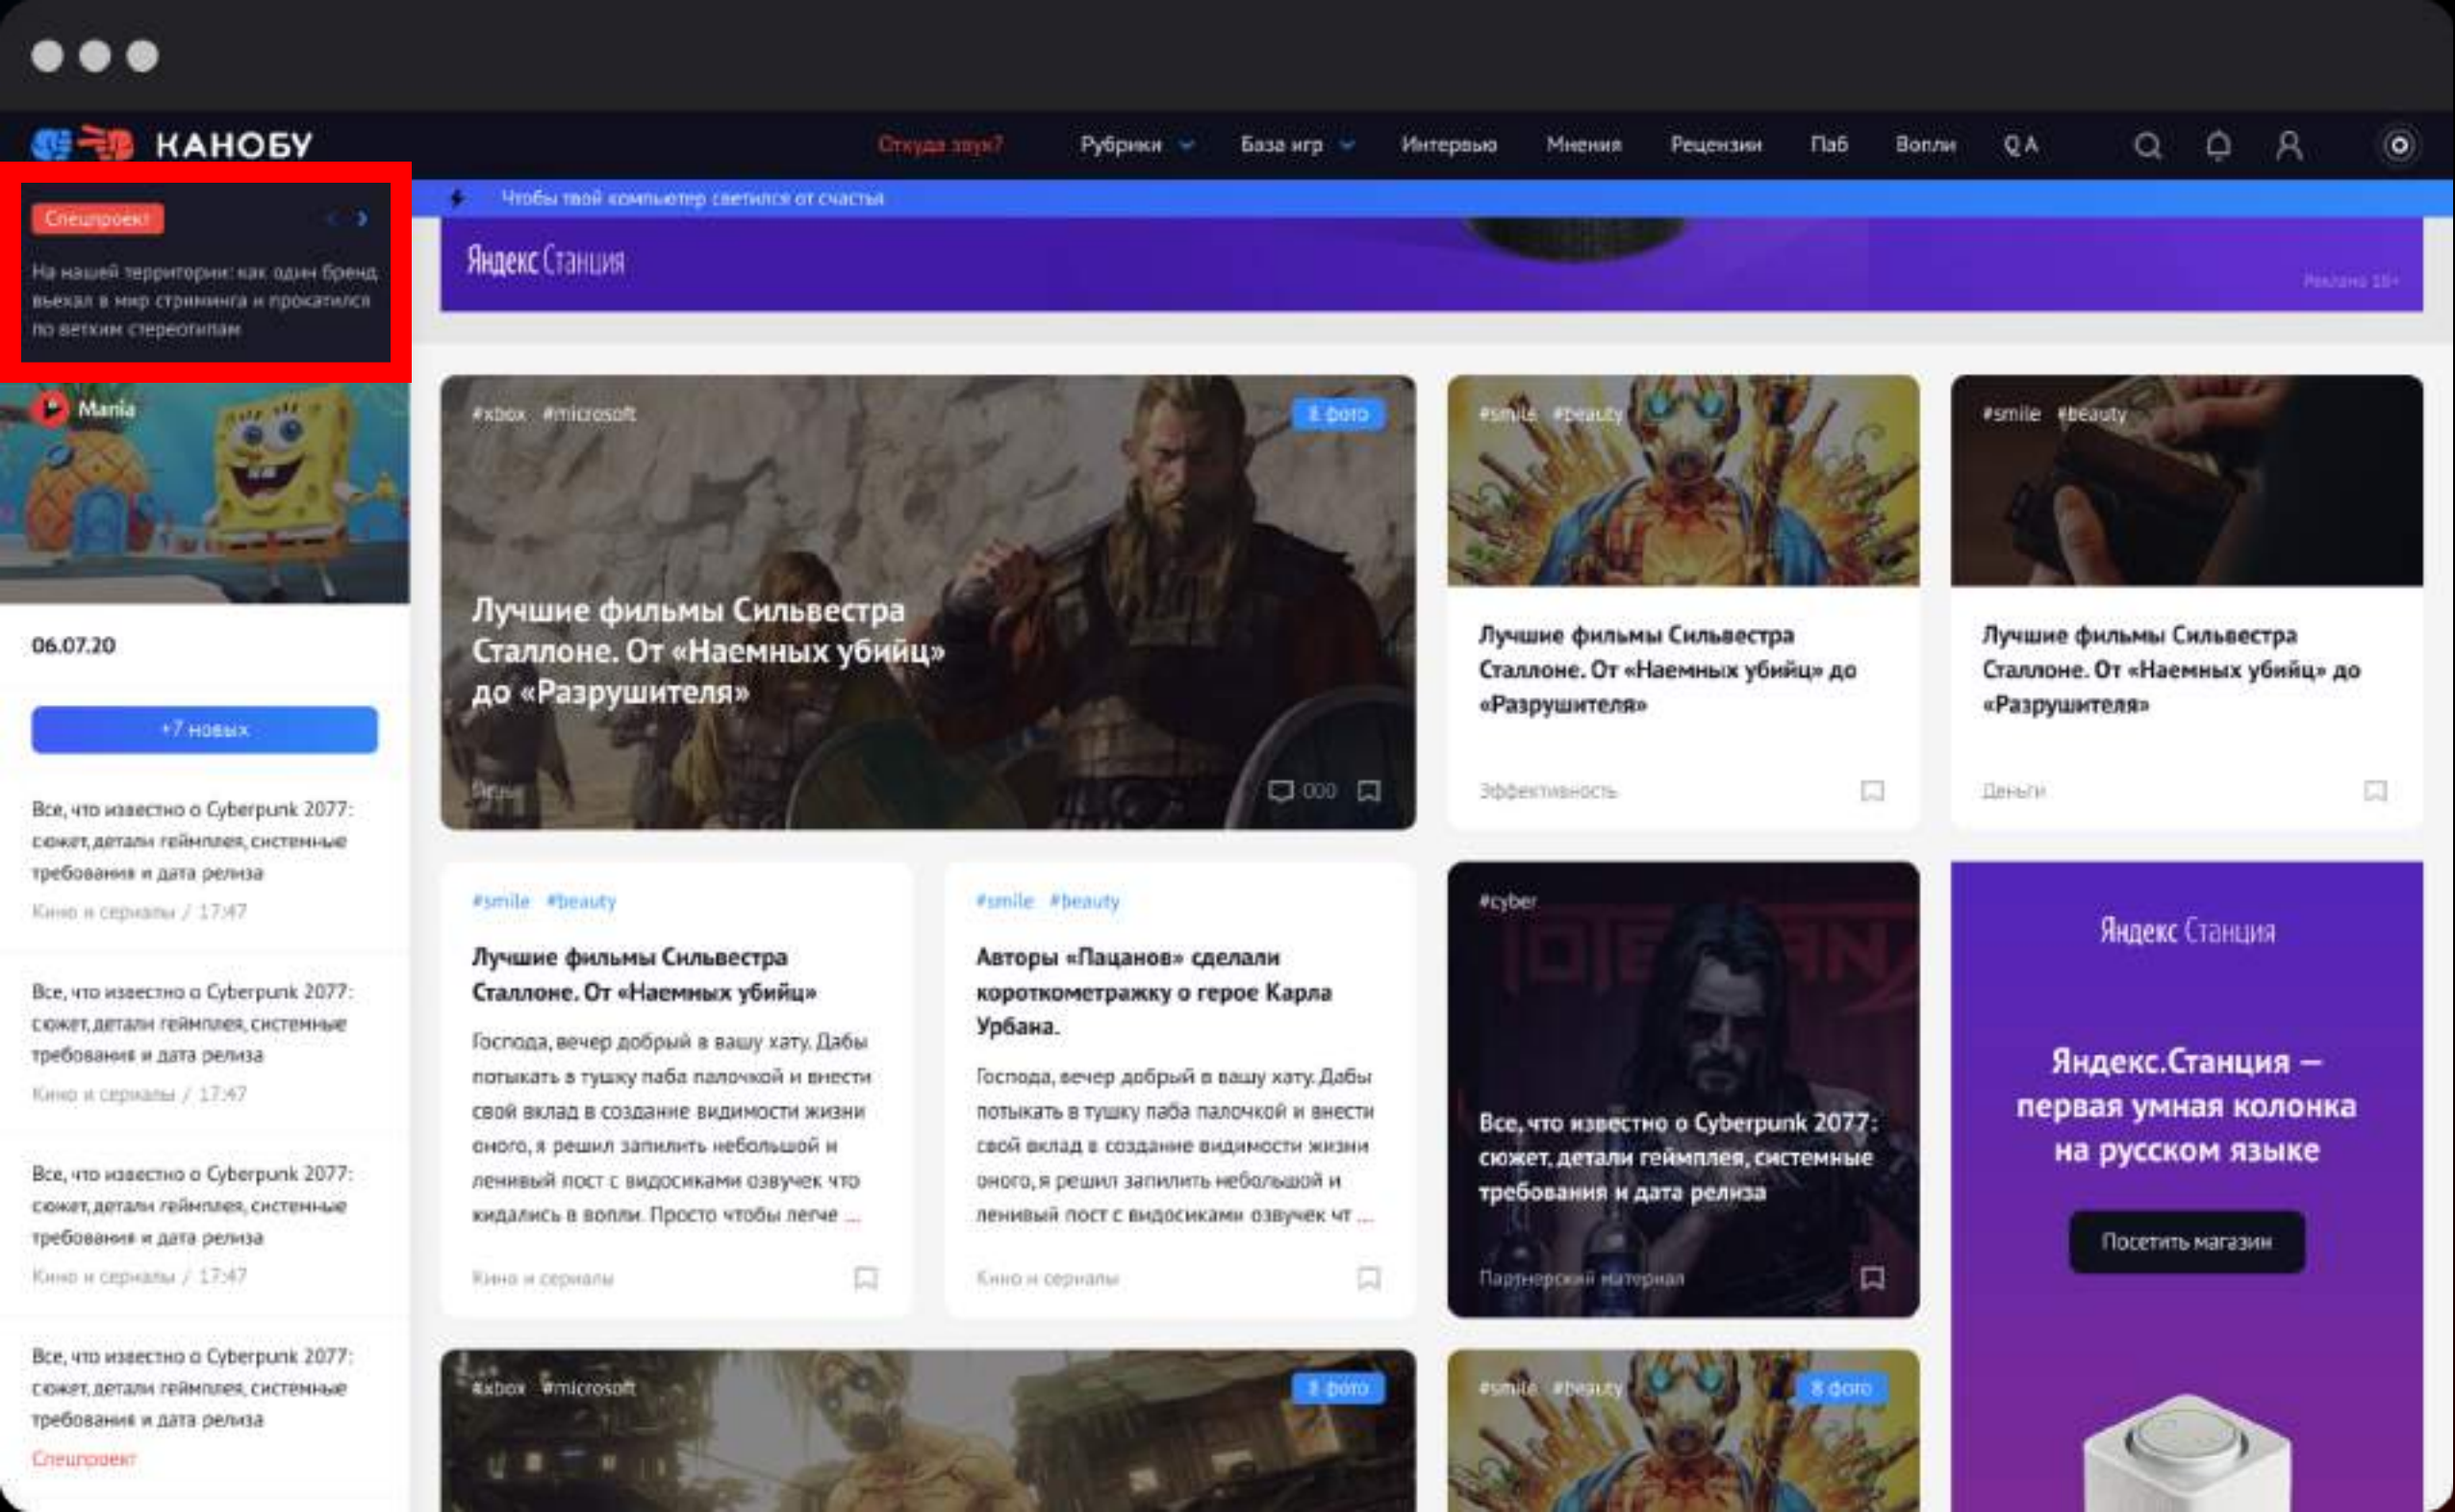 КАНОБУ
Откуда звук?
Рубрики
База игр
Интервью
Мнения
Рецензии
Паб
Вопли
Q A
Спецпроект
На нашей территории: как один бренд
въехал в мир стриминга и прокатился
по ветхим стереотипам
Чтобы твой компьютер светился от счастья
Яндекс Станция
Реклама 18+
Mania
06.07.20
+7 новых
Все, что известно о Cyberpunk 2077:
сюжет, детали геймплея, системные
требования и дата релиза
Кино и сериалы / 17:47
Все, что известно о Cyberpunk 2077:
сюжет, детали геймплея, системные
требования и дата релиза
Кино и сериалы / 17:47
Все, что известно о Cyberpunk 2077:
сюжет, детали геймплея, системные
требования и дата релиза
Кино и сериалы / 17:47
Все, что известно о Cyberpunk 2077:
сюжет, детали геймплея, системные
требования и дата релиза
Спецпроект
#xbox #microsoft
8 фото
Лучшие фильмы Сильвестра
Сталлоне. От «Наемных убийц»
до «Разрушителя»
000
#smile #beauty
Лучшие фильмы Сильвестра
Сталлоне. От «Наемных убийц» до
«Разрушителя»
Эффективность
#smile #beauty
Лучшие фильмы Сильвестра
Сталлоне. От «Наемных убийц» до
«Разрушителя»
Деньги
#smile #beauty
Лучшие фильмы Сильвестра
Сталлоне. От «Наемных убийц»
Господа, вечер добрый в вашу хату. Дабы
потыкать в тушку паба палочкой и внести
свой вклад в создание видимости жизни
оного, я решил запилить небольшой и
ленивый пост с видосиками озвучек что
кидались в вопли. Просто чтобы легче ...
Кино и сериалы
#smile #beauty
Авторы «Пацанов» сделали
короткометражку о герое Карла
Урбана.
Господа, вечер добрый в вашу хату. Дабы
потыкать в тушку паба палочкой и внести
свой вклад в создание видимости жизни
оного, я решил запилить небольшой и
ленивый пост с видосиками озвучек чт ...
Кино и сериалы
#cyber
Все, что известно о Cyberpunk 2077:
сюжет, детали геймплея, системные
требования и дата релиза
Партнерский материал
Яндекс Станция
Яндекс.Станция —
первая умная колонка
на русском языке
Посетить магазин
#xbox #microsoft
8 фото
#smile #beauty
8 фото